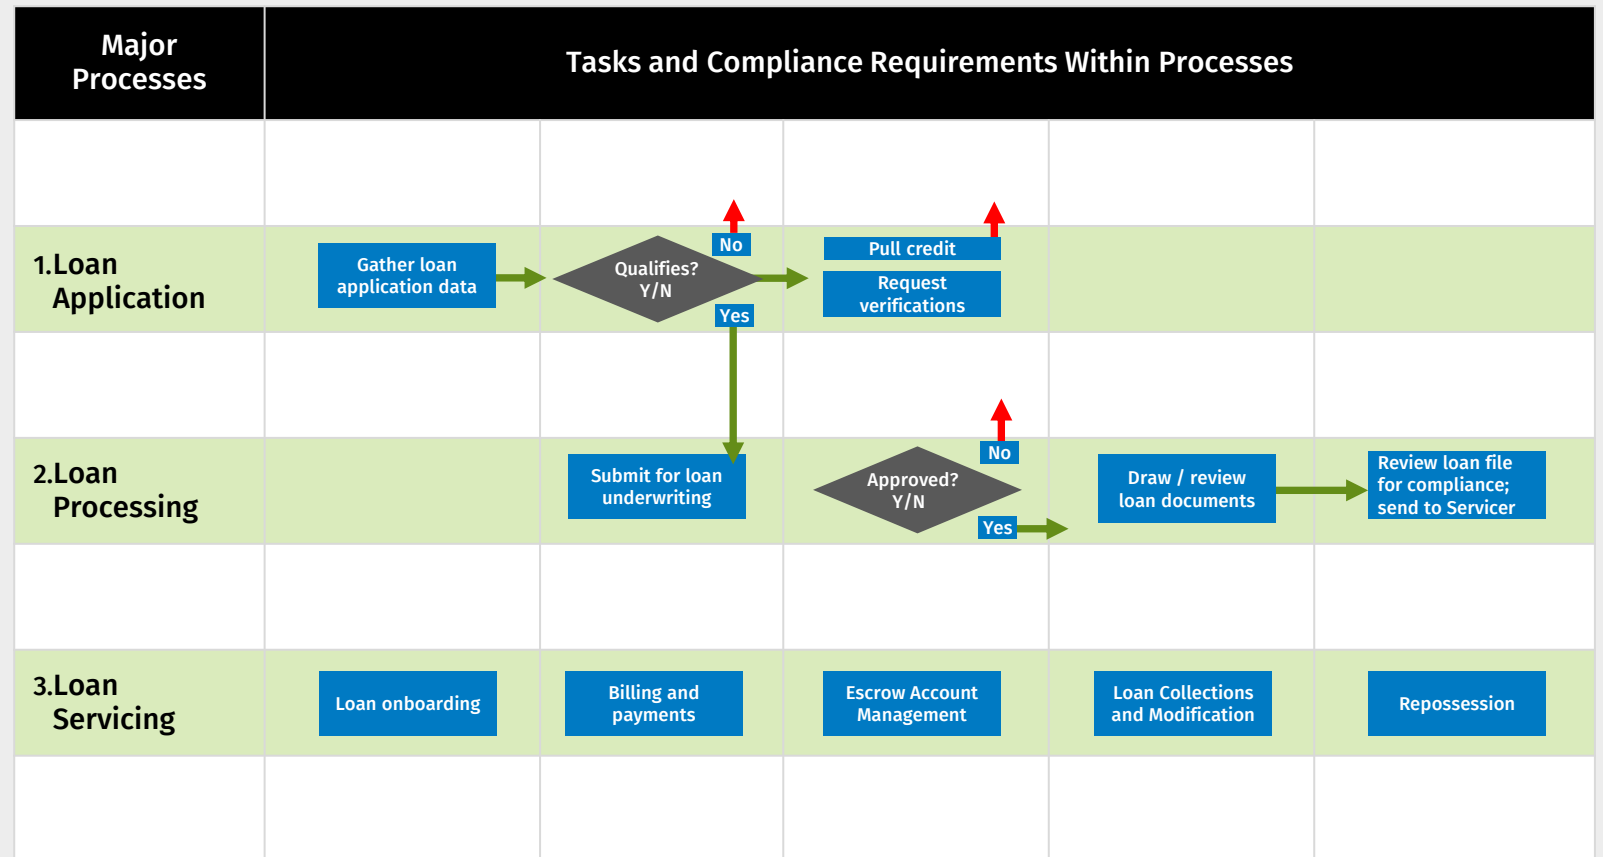 Major
Processes
Tasks and Compliance Requirements Within Processes
1.Loan
Application
Gather loan
application data
Qualifies?
Y/N
No
Yes
Pull credit
Request
verifications
2.Loan
Processing
Submit for loan
underwriting
Approved?
Y/N
No
Yes
Draw / review
loan documents
Review loan file
for compliance;
send to Servicer
3.Loan
Servicing
Loan onboarding
Billing and
payments
Escrow Account
Management
Loan Collections
and Modification
Repossession